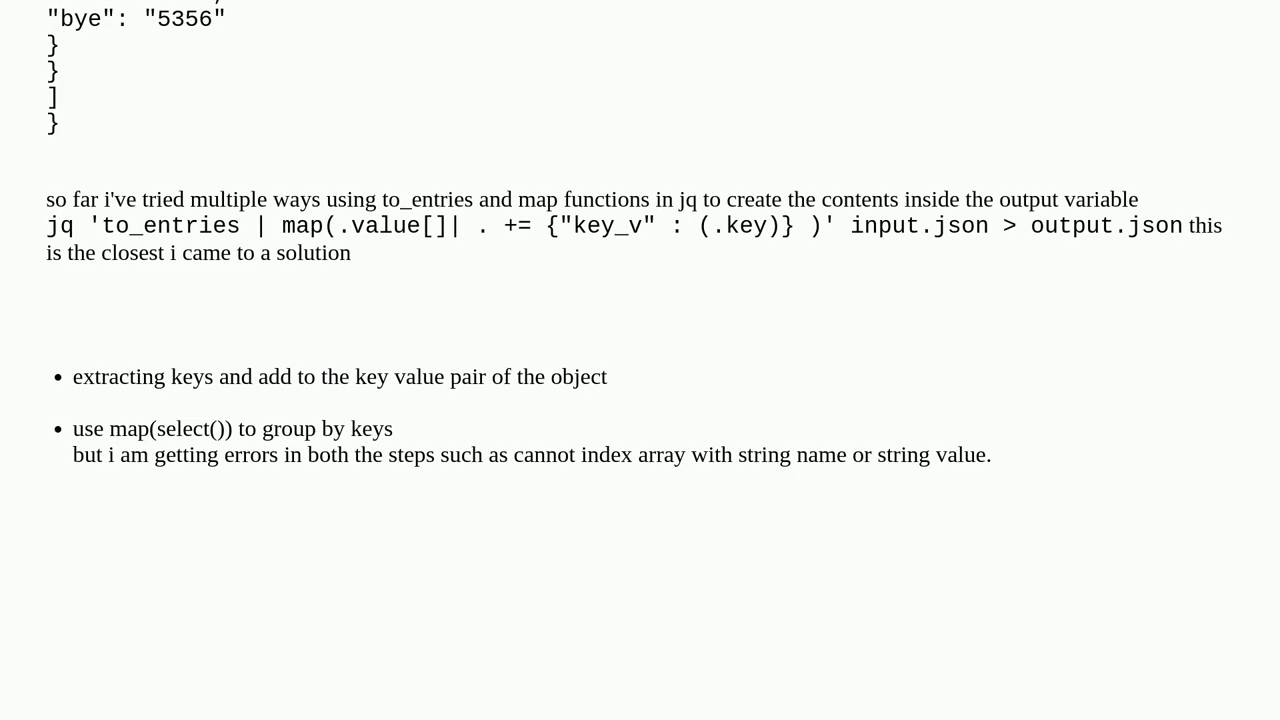 "bye": "5356"
}
}
]
}
so far i've tried multiple ways using to_entries and map functions in jq to create the contents inside the output variable
jq 'to_entries | map(.value[]| . += {"key_v" : (.key)} )' input.json > output.json this
is the closest i came to a solution
• extracting keys and add to the key value pair of the object
• use map(select()) to group by keys
but i am getting errors in both the steps such as cannot index array with string name or string value.